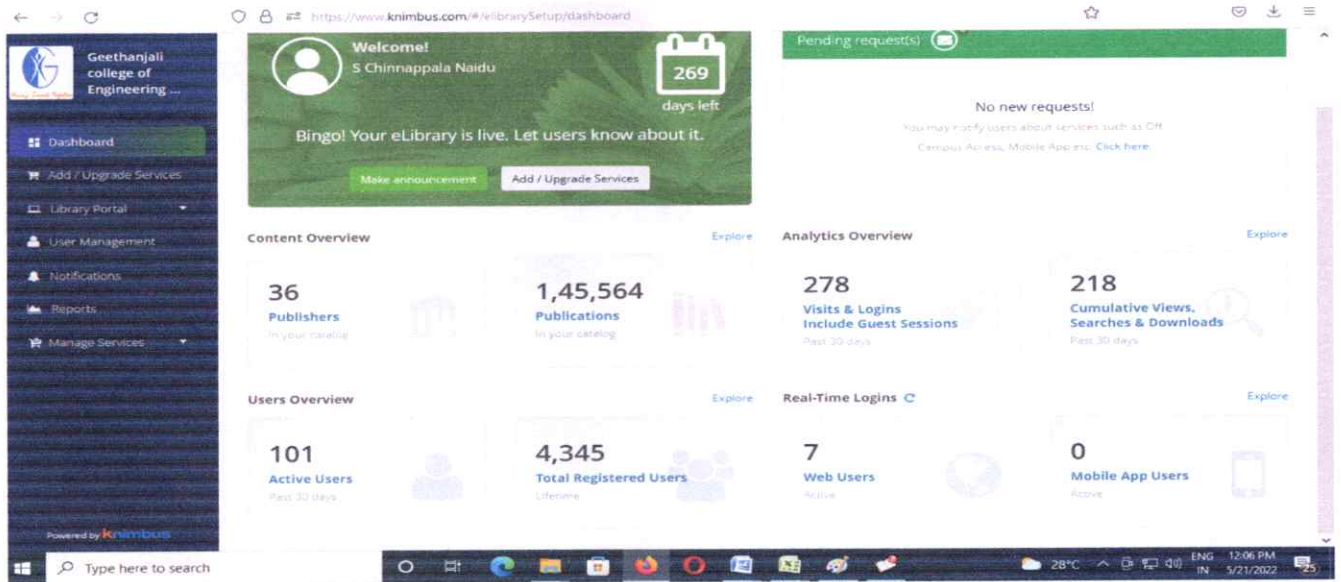 https://www.knimbus.com/#/elibrarySetup/dashboard
Geethanjali
college of
Engineering ...
Dashboard
Add / Upgrade Services
Library Portal
User Management
Notifications
Reports
Manage Services
Powered by Knimbus
Welcome!
S Chinnappala Naidu
269
days left
Bingo! Your eLibrary is live. Let users know about it.
Make announcement
Add / Upgrade Services
Pending request(s)
No new requests!
You may notify users about services such as Off
Campus Access, Mobile App etc. Click here.
Content Overview
Explore
36
Publishers
In your catalog
1,45,564
Publications
In your catalog
Analytics Overview
Explore
278
Visits & Logins
Include Guest Sessions
Past 30 days
218
Cumulative Views,
Searches & Downloads
Past 30 days
Users Overview
Explore
101
Active Users
Past 30 days
4,345
Total Registered Users
Lifetime
Real-Time Logins
Explore
7
Web Users
Active
0
Mobile App Users
Active
Type here to search
28°C
ENG
IN
12:06 PM
5/21/2022
25